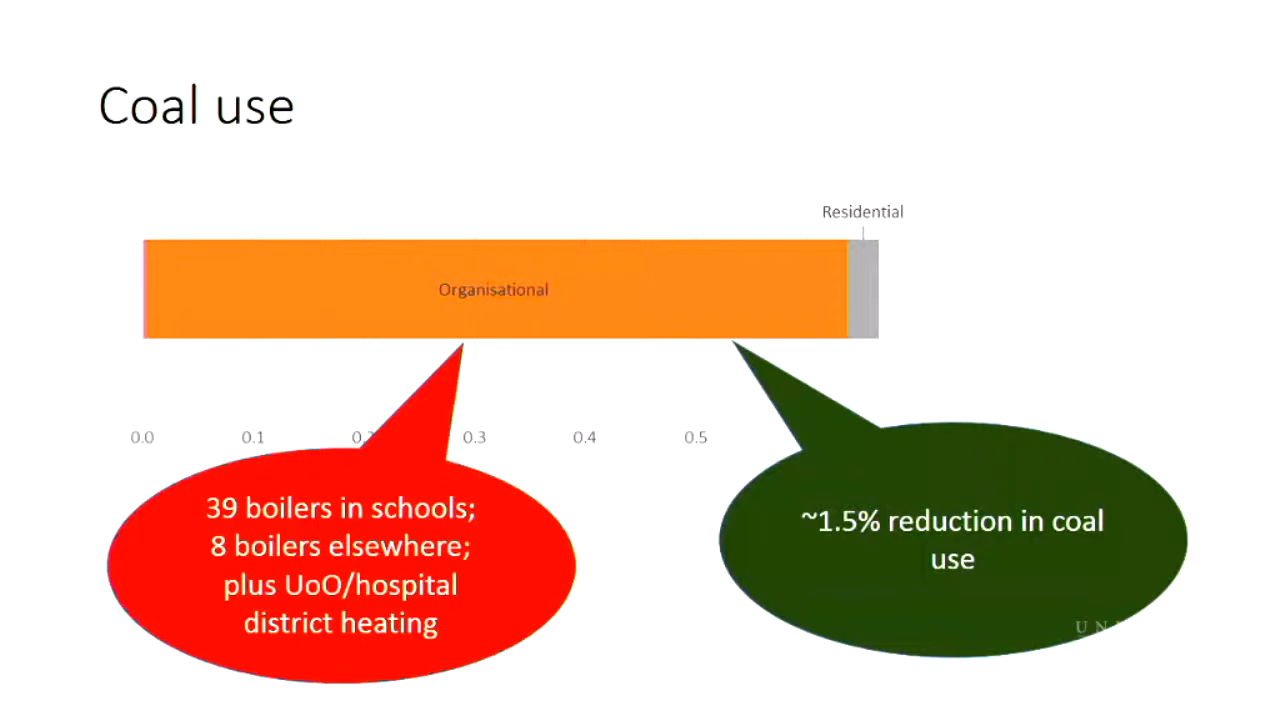 Coal use
Residential
Organisational
0.0 0.1 0.3 0.4 0.5
39 boilers in schools;
8 boilers elsewhere;
plus UoO/hospital
district heating
~1.5% reduction in coal
use